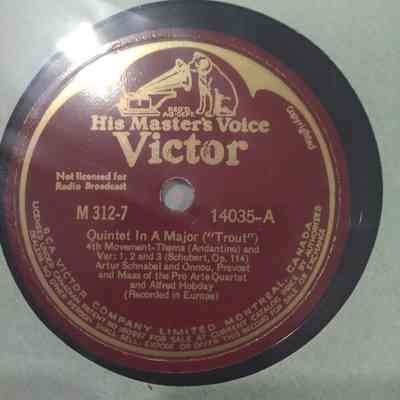 REG'D.
His Master's Voice
Victor
Copyrighted
Not licensed for
Radio Broadcast
M 312-7
14035-A
Quintet In A Major ("Trout")
4th Movement-Thema (Andantino) and
Var: 1, 2 and 3 (Schubert, Op. 114)
Artur Schnabel and Onnou, Prevost
and Maas of the Pro Arte Quartet
and Alfred Hobday
(Recorded in Europe)
R.C.A. VICTOR COMPANY LIMITED MONTREAL, CANADA